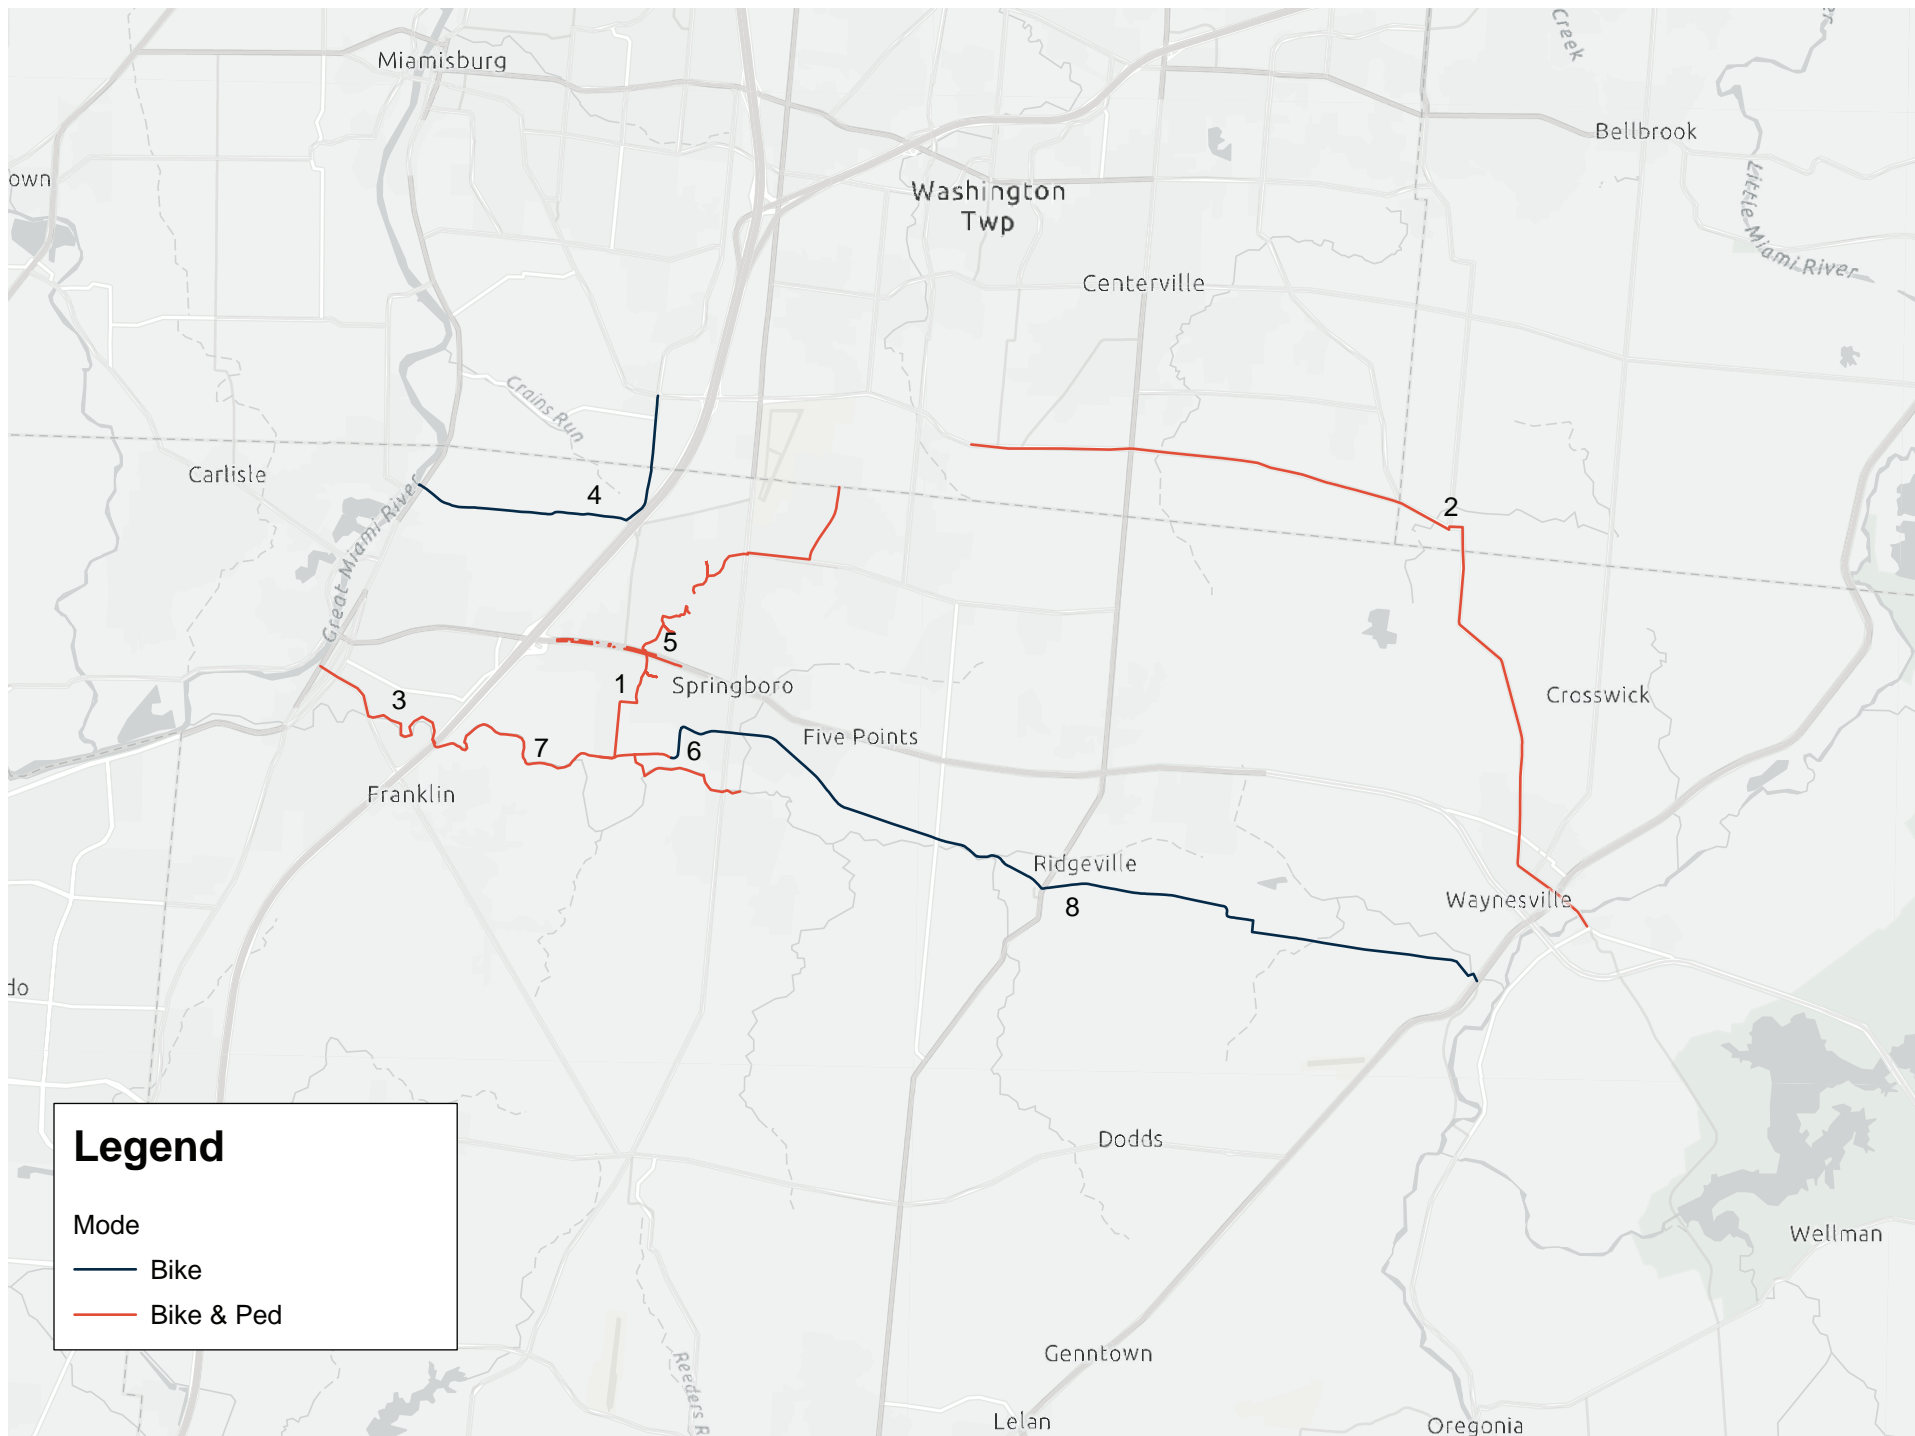 Creek
Miamisburg
Bellbrook
own
Washington
Twp
Little Miami River
Centerville
Crains Run
Carlisle
4
2
Great Miami River
5
1
Springboro
Crosswick
3
7
6
Five Points
Franklin
Ridgeville
Waynesville
8
do
Legend
Mode
Bike
Bike & Ped
Dodds
Wellman
Genntown
Reeders R
Lelan
Oregonia